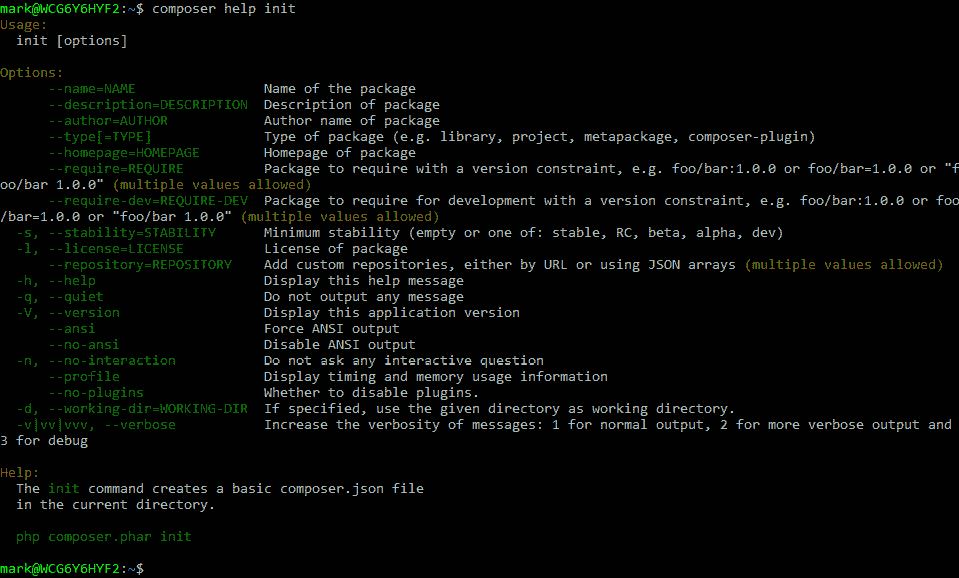 mark@WCG6Y6HYF2:~$ composer help init
Usage:
  init [options]

Options:
      --name=NAME                Name of the package
      --description=DESCRIPTION  Description of package
      --author=AUTHOR            Author name of package
      --type[=TYPE]              Type of package (e.g. library, project, metapackage, composer-plugin)
      --homepage=HOMEPAGE        Homepage of package
      --require=REQUIRE          Package to require with a version constraint, e.g. foo/bar:1.0.0 or foo/bar=1.0.0 or "f
oo/bar 1.0.0" (multiple values allowed)
      --require-dev=REQUIRE-DEV  Package to require for development with a version constraint, e.g. foo/bar:1.0.0 or foo
/bar=1.0.0 or "foo/bar 1.0.0" (multiple values allowed)
  -s, --stability=STABILITY      Minimum stability (empty or one of: stable, RC, beta, alpha, dev)
  -l, --license=LICENSE          License of package
      --repository=REPOSITORY    Add custom repositories, either by URL or using JSON arrays (multiple values allowed)
  -h, --help                     Display this help message
  -q, --quiet                    Do not output any message
  -V, --version                  Display this application version
      --ansi                     Force ANSI output
      --no-ansi                  Disable ANSI output
  -n, --no-interaction           Do not ask any interactive question
      --profile                  Display timing and memory usage information
      --no-plugins               Whether to disable plugins.
  -d, --working-dir=WORKING-DIR  If specified, use the given directory as working directory.
  -v|vv|vvv, --verbose           Increase the verbosity of messages: 1 for normal output, 2 for more verbose output and
3 for debug

Help:
  The init command creates a basic composer.json file
  in the current directory.

  php composer.phar init

mark@WCG6Y6HYF2:~$